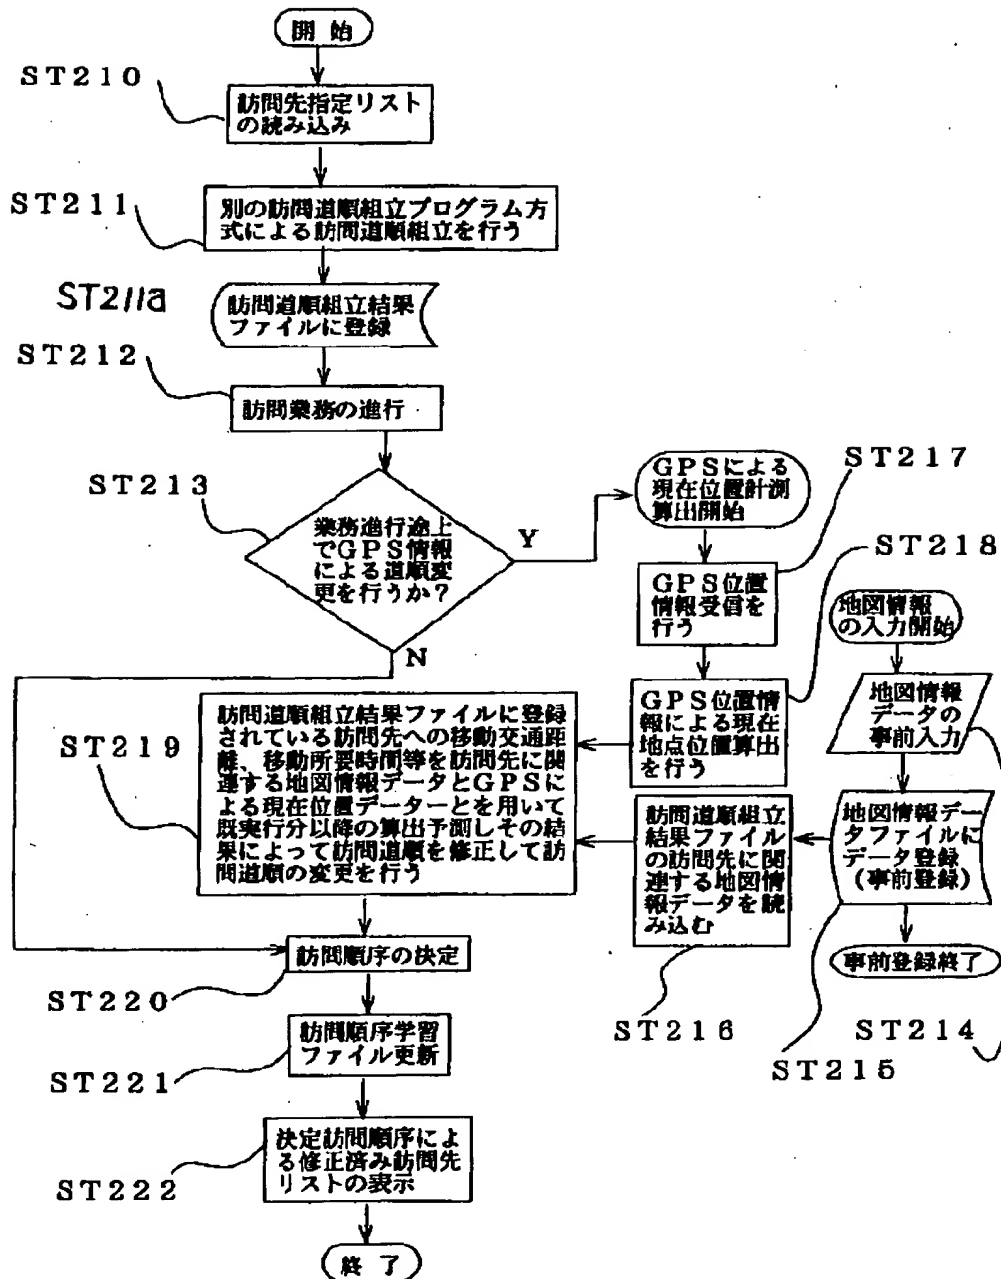 開始
ST210
訪問先指定リスト
の読み込み
ST211
別の訪問道順組立プログラム方
式による訪問道順組立を行う
ST211a
訪問道順組立結果
ファイルに登録
ST212
訪問業務の進行
ST213
業務進行途上
でGPS情報
による道順変
更を行うか?
Y
N
GPSによる
現在位置計測
算出開始
ST217
GPS位置
情報受信を
行う
ST218
GPS位置情
報による現在
地点位置算出
を行う
地図情報
の入力開始
地図情報
データの
事前入力
地図情報デー
タファイルに
データ登録
(事前登録)
事前登録終了
ST214
ST215
訪問道順組立
結果ファイル
の訪問先に関
連する地図情
報データを読
み込む
ST216
ST219
訪問道順組立結果ファイルに登録
されている訪問先への移動交通距
離、移動所要時間等を訪問先に関
連する地図情報データとGPSに
よる現在位置データーとを用いて
既実行分以降の算出予測しその結
果によって訪問道順を修正して訪
問道順の変更を行う
訪問順序の決定
ST220
訪問順序学習
ファイル更新
ST221
決定訪問順序によ
る修正済み訪問先
リストの表示
ST222
終了